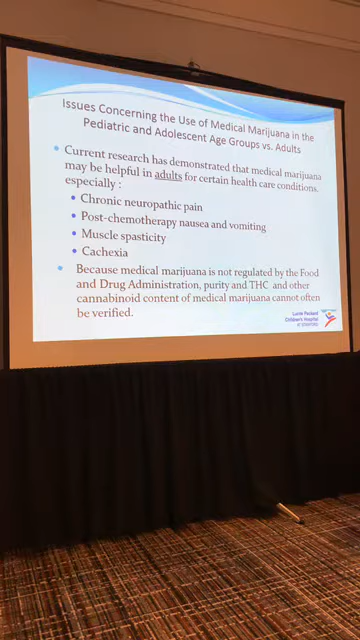 Issues Concerning the Use of Medical Marijuana in the
Pediatric and Adolescent Age Groups vs. Adults
• Current research has demonstrated that medical marijuana
may be helpful in adults for certain health care conditions,
especially :
• Chronic neuropathic pain
• Post-chemotherapy nausea and vomiting
• Muscle spasticity
• Cachexia
• Because medical marijuana is not regulated by the Food
and Drug Administration, purity and THC and other
cannabinoid content of medical marijuana cannot often
be verified.
Lucile Packard
Children's Hospital
AT STANFORD